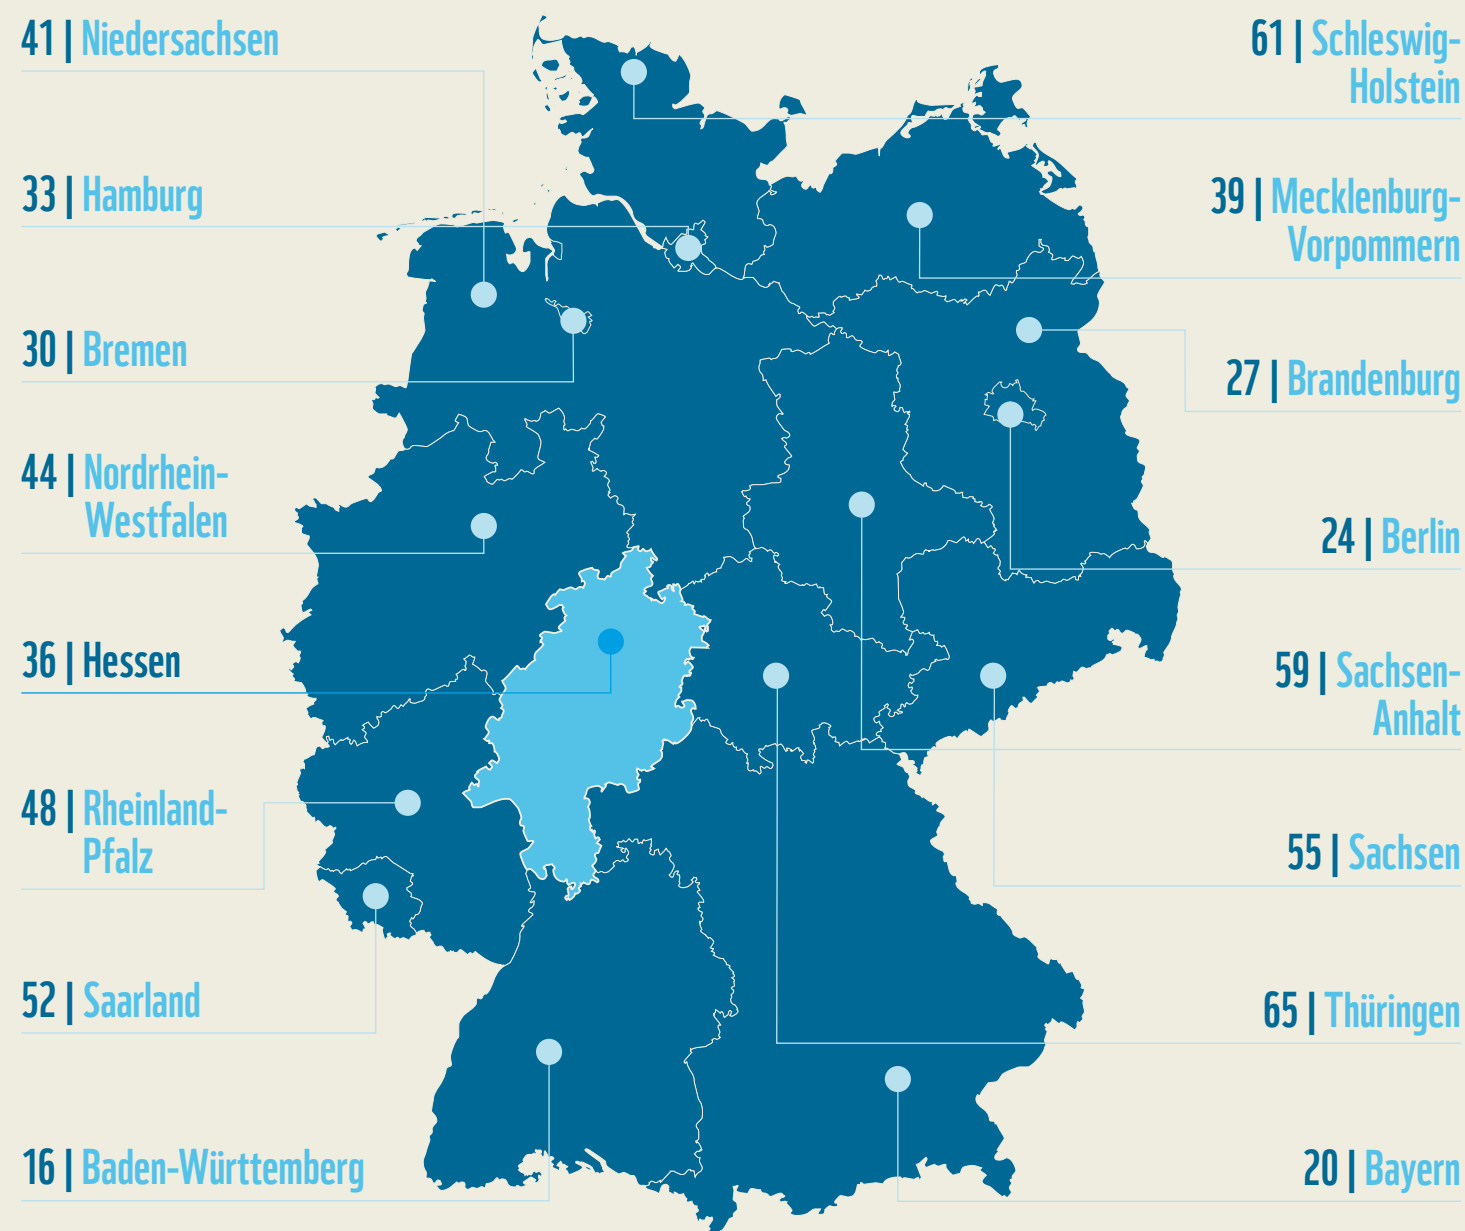 41 | Niedersachsen
33 | Hamburg
30 | Bremen
44 | Nordrhein-
Westfalen
36 | Hessen
48 | Rheinland-
Pfalz
52 | Saarland
16 | Baden-Württemberg
61 | Schleswig-
Holstein
39 | Mecklenburg-
Vorpommern
27 | Brandenburg
24 | Berlin
59 | Sachsen-
Anhalt
55 | Sachsen
65 | Thüringen
20 | Bayern